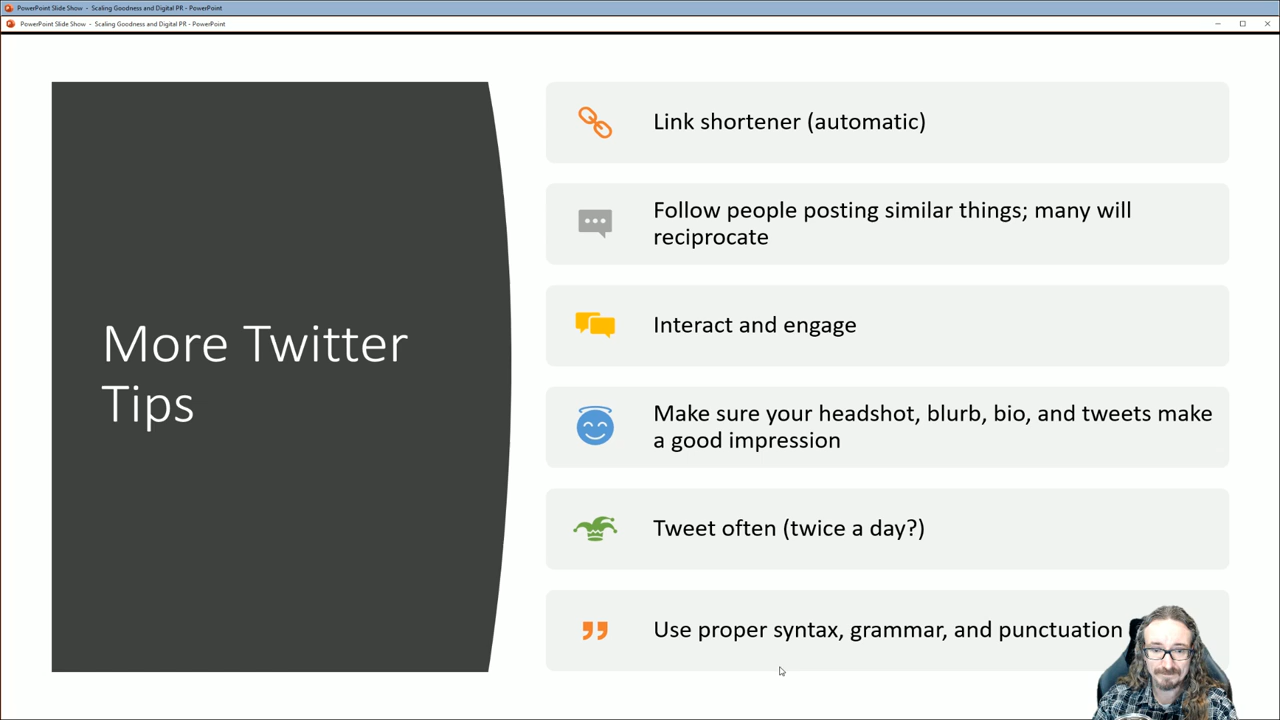 PowerPoint Slide Show - Scaling Goodness and Digital PR - PowerPoint
PowerPoint Slide Show - Scaling Goodness and Digital PR - PowerPoint
More Twitter
Tips
Link shortener (automatic)
Follow people posting similar things; many will
reciprocate
Interact and engage
Make sure your headshot, blurb, bio, and tweets make
a good impression
Tweet often (twice a day?)
Use proper syntax, grammar, and punctuation